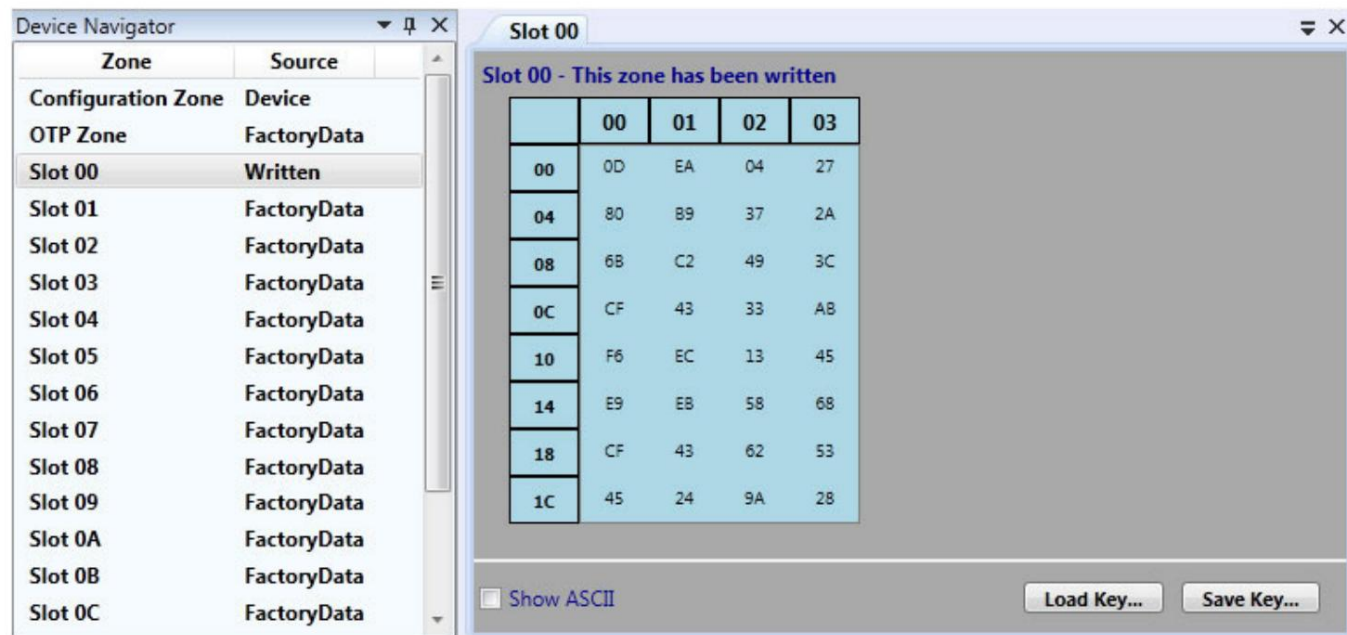 Device Navigator
Zone Source
Configuration Zone Device
OTP Zone FactoryData
Slot 00 Written
Slot 01 FactoryData
Slot 02 FactoryData
Slot 03 FactoryData
Slot 04 FactoryData
Slot 05 FactoryData
Slot 06 FactoryData
Slot 07 FactoryData
Slot 08 FactoryData
Slot 09 FactoryData
Slot 0A FactoryData
Slot 0B FactoryData
Slot 0C FactoryData
Slot 00
Slot 00 - This zone has been written
00 01 02 03
00 0D EA 04 27
04 80 B9 37 2A
08 6B C2 49 3C
0C CF 43 33 AB
10 F6 EC 13 45
14 E9 EB 58 68
18 CF 43 62 53
1C 45 24 9A 28
Show ASCII
Load Key... Save Key...